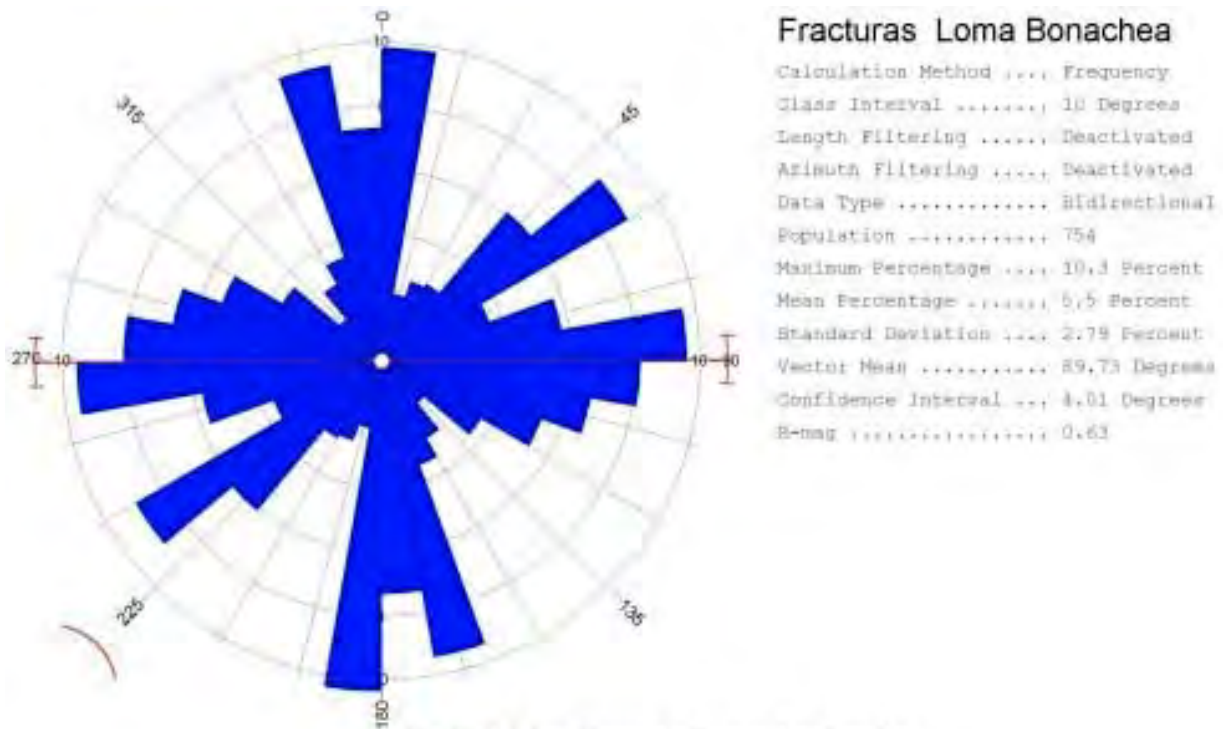 Fracturas Loma Bonachea
Calculation Method .... Frequency
Class Interval ........ 10 Degrees
Length Filtering ...... Deactivated
Azimuth Filtering ..... Deactivated
Data Type ............. Bidirectional
Population ............ 754
Maximum Percentage .... 10.3 Percent
Mean Percentage ....... 5.5 Percent
Standard Deviation .... 2.79 Percent
Vector Mean ........... 89.73 Degrees
Confidence Interval ... 4.01 Degrees
R-mag ................. 0.63
0
10
315
45
270
10
10
90
225
135
180